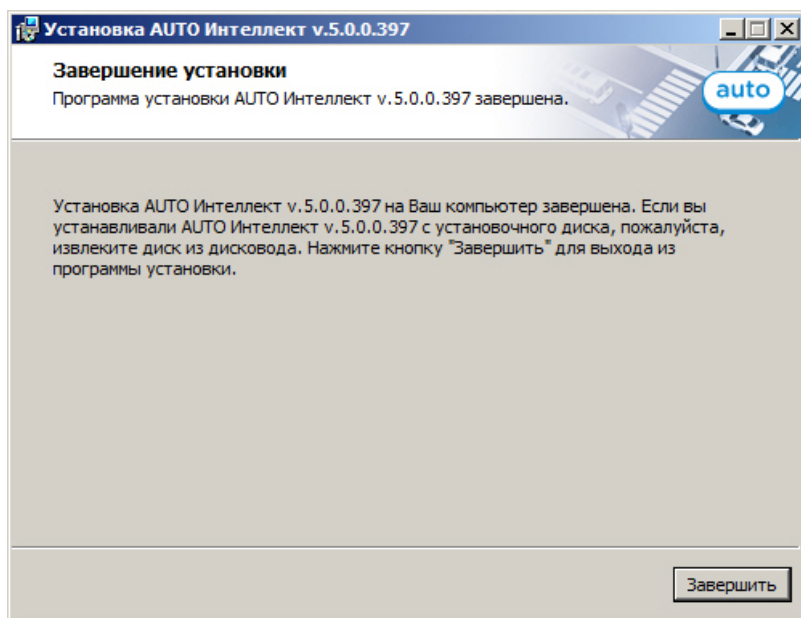 Установка AUTO Интеллект v.5.0.0.397
Завершение установки
Программа установки AUTO Интеллект v.5.0.0.397 завершена.
auto
Установка AUTO Интеллект v.5.0.0.397 на Ваш компьютер завершена. Если вы
устанавливали AUTO Интеллект v.5.0.0.397 с установочного диска, пожалуйста,
извлеките диск из дисковода. Нажмите кнопку "Завершить" для выхода из
программы установки.
Завершить